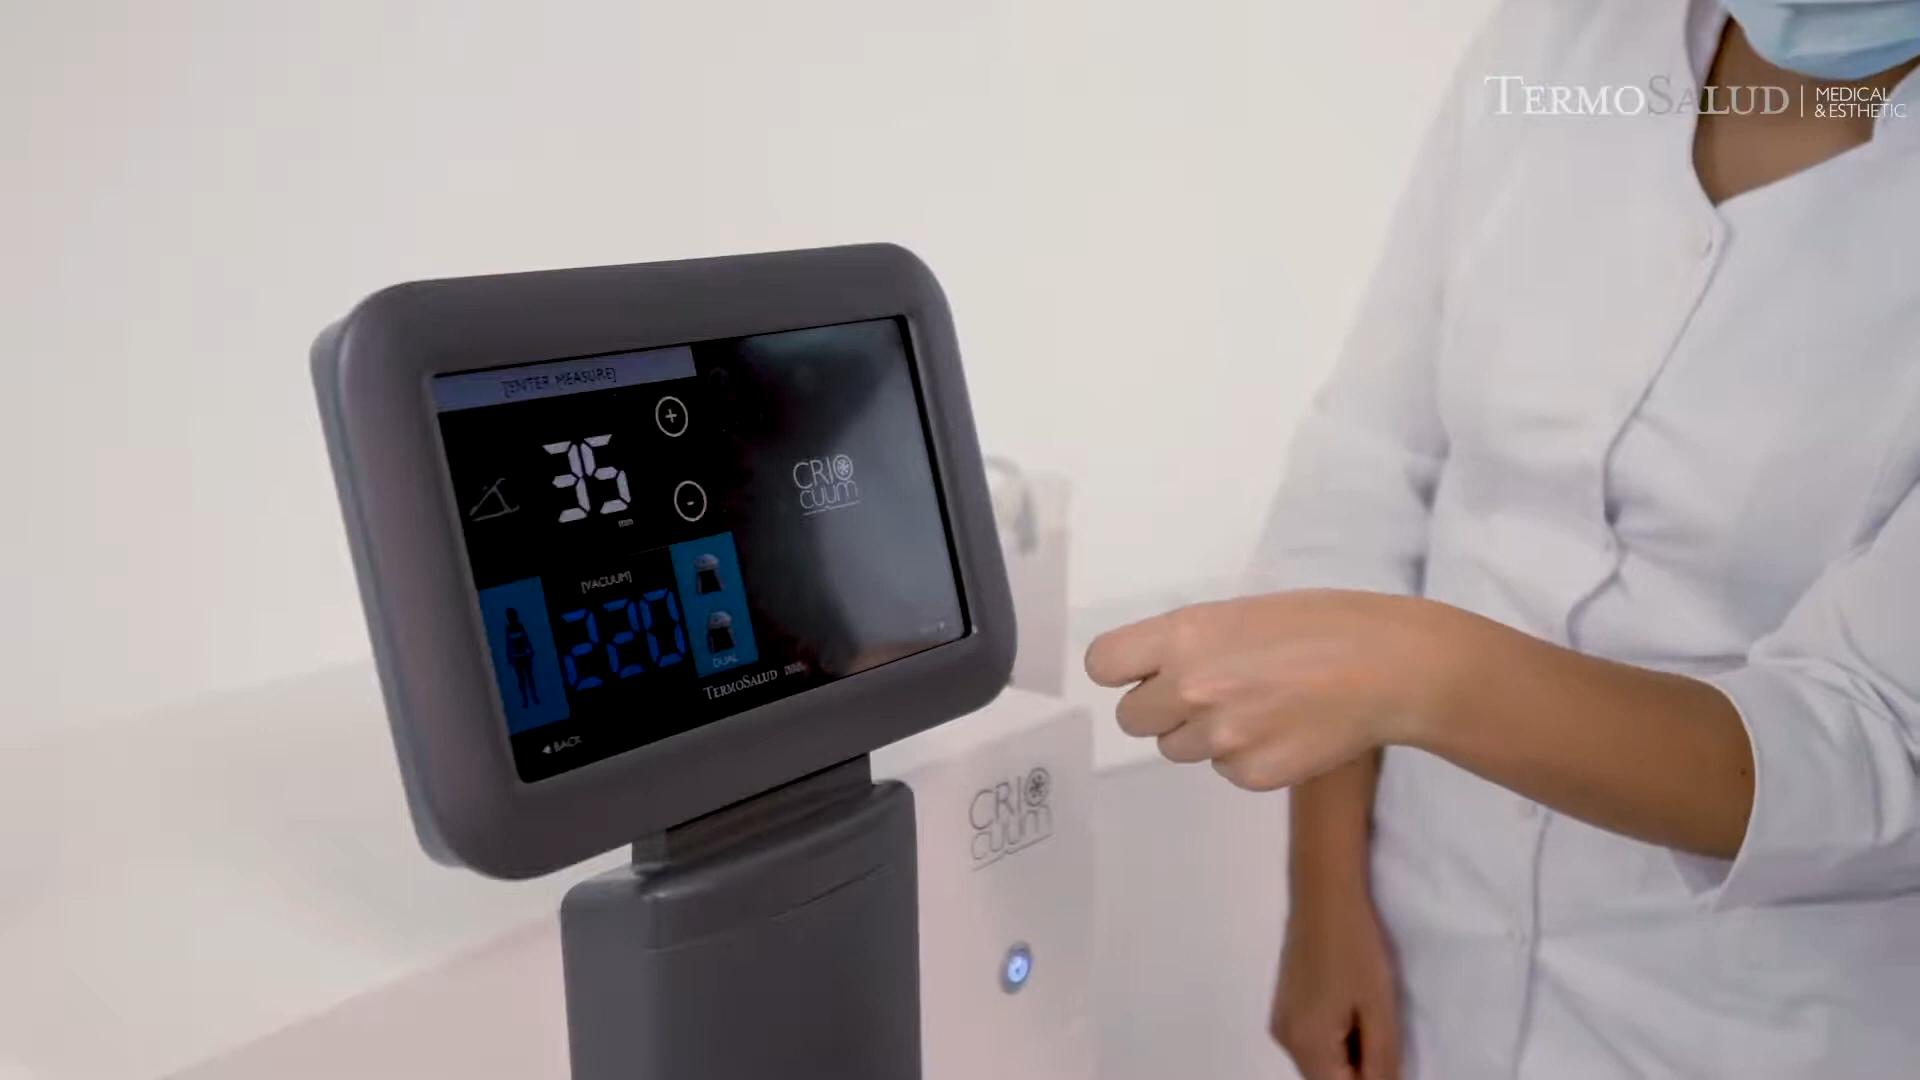 TERMOSALUD | MEDICAL
& ESTHETIC
[ENTER MEASURE]
+
35
mm
-
CRIO
CUUM
[VACUUM]
220
DUAL
TERMOSALUD
BACK
CRIO
CUUM